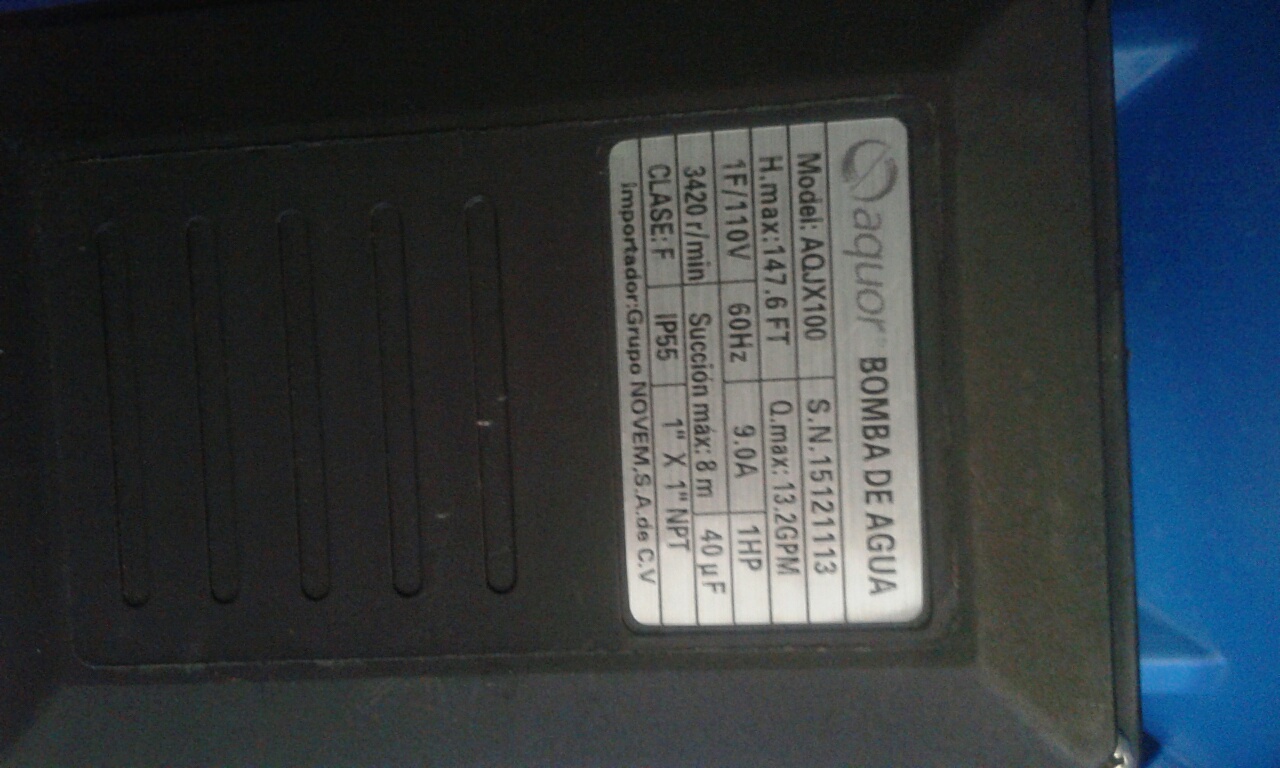 aquor BOMBA DE AGUA
Model: AQJX100 S.N.15121113
H.max:147.6 FT Q.max:13.2GPM
1F/110V 60Hz 9.0A 1HP
3420 r/min Succión máx: 8 m 40 µF
CLASE: F IP55 1" X 1" NPT
importador:Grupo NOVEM,S.A.de C.V